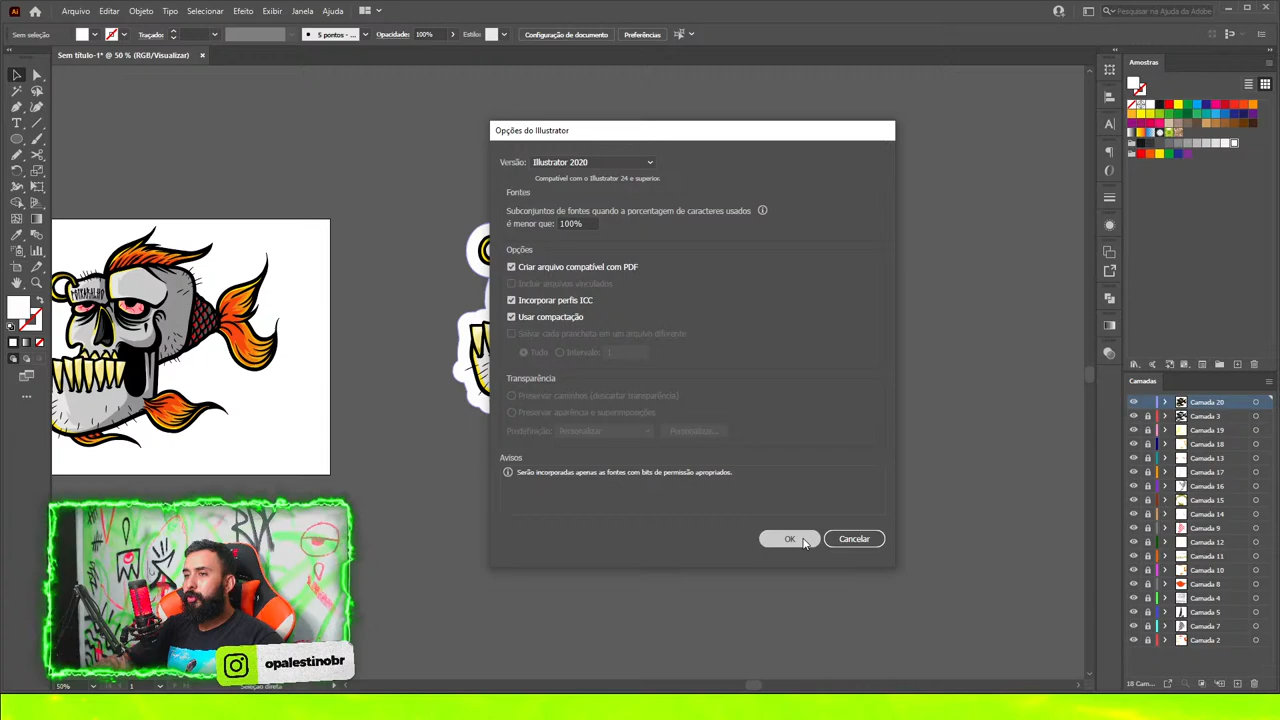 Ai
Arquivo Editar Objeto Tipo Selecionar Efeito Exibir Janela Ajuda
Pesquisar na Ajuda da Adobe
Sem seleção
Traçados:
5 pontos - ...
Opacidade: 100%
Estilo:
Configuração de documento
Preferências
Sem título-1* @ 50 % (RGB/Visualizar)
Opções do Illustrator
Versão: Illustrator 2020
Compatível com o Illustrator 24 e superior.
Fontes
Subconjuntos de fontes quando a porcentagem de caracteres usados
é menor que: 100%
Opções
Criar arquivo compatível com PDF
Incluir arquivos vinculados
Incorporar perfis ICC
Usar compactação
Salvar cada prancheta em um arquivo diferente
Tudo Intervalo: 1
Transparência
Preservar caminhos (descartar transparência)
Preservar aparência e superimposições
Predefinição: Personalizar Personalizar...
Avisos
Serão incorporadas apenas as fontes com bits de permissão apropriados.
OK Cancelar
Amostras
Camadas
Camada 20
Camada 3
Camada 19
Camada 18
Camada 13
Camada 17
Camada 16
Camada 15
Camada 14
Camada 9
Camada 12
Camada 11
Camada 10
Camada 8
Camada 4
Camada 5
Camada 7
Camada 2
18 Cam...
opalestinobr
50%
1
Seleção direta